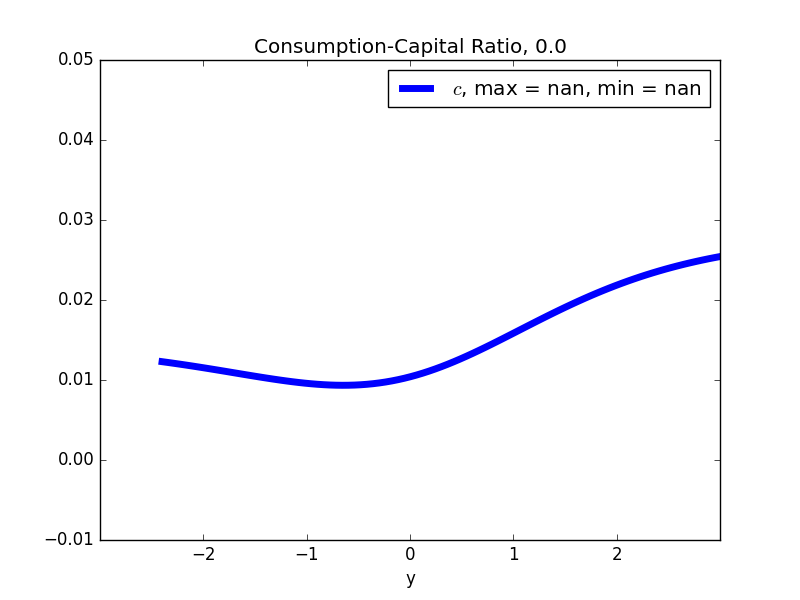 Consumption-Capital Ratio, 0.0
0.05
c, max = nan, min = nan
0.04
0.03
0.02
0.01
0.00
−0.01
−2 −1 0 1 2
y